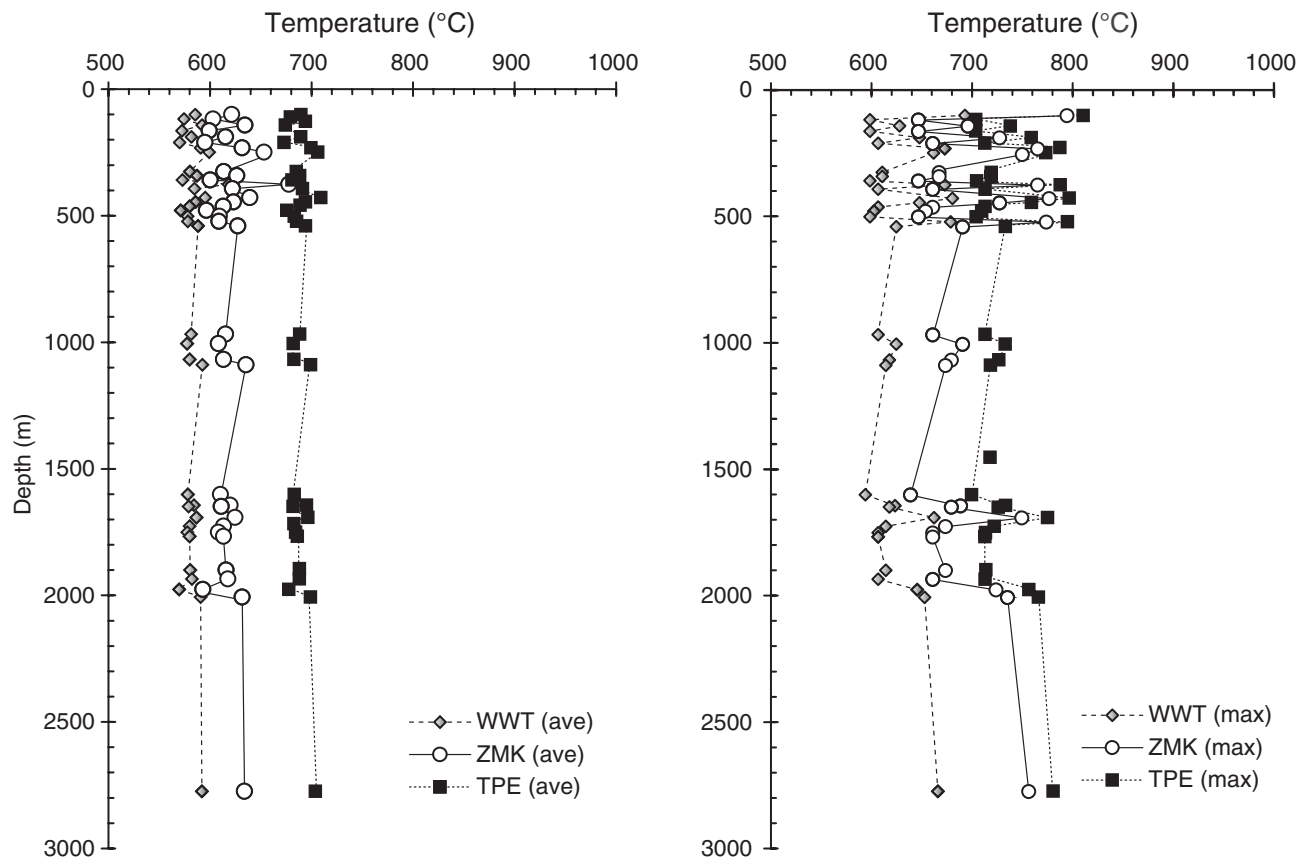 Temperature (°C)
500 600 700 800 900 1000
0
500
1000
1500
2000
2500
3000
Depth (m)
WWT (ave)
ZMK (ave)
TPE (ave)
Temperature (°C)
500 600 700 800 900 1000
0
500
1000
1500
2000
2500
3000
WWT (max)
ZMK (max)
TPE (max)